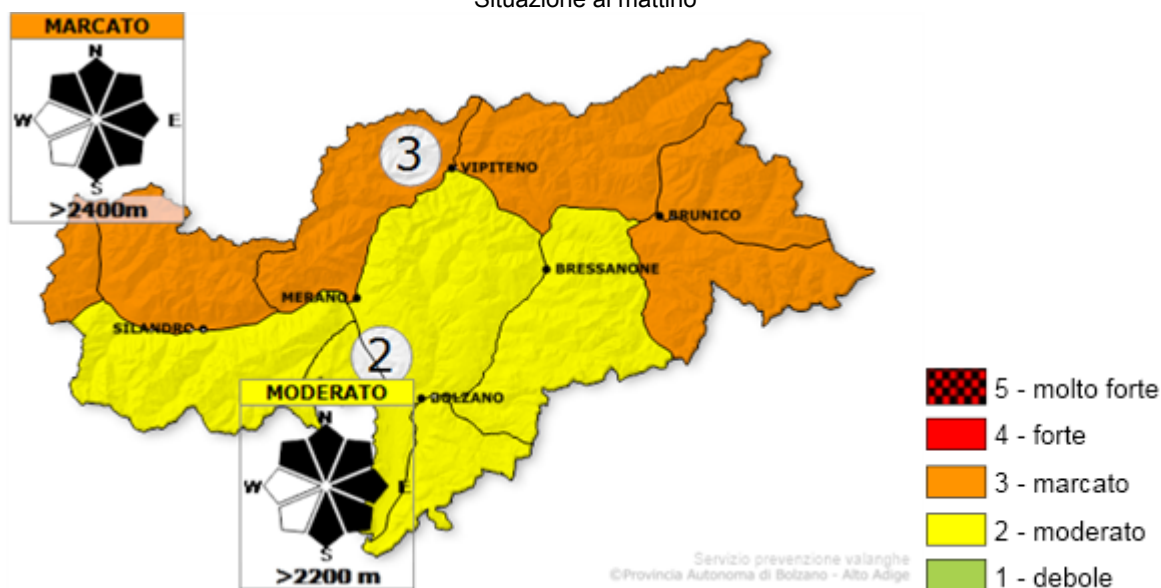 Situazione al mattino
MARCATO
N
W E
S
>2400m
3
VIPITENO
BRUNICO
BRESSANONE
MERANO
SILANDRO
2
MODERATO
BOLZANO
N
W E
S
>2200 m
5 - molto forte
4 - forte
3 - marcato
2 - moderato
1 - debole
Servizio prevenzione valanghe
©Provincia Autonoma di Bolzano - Alto Adige